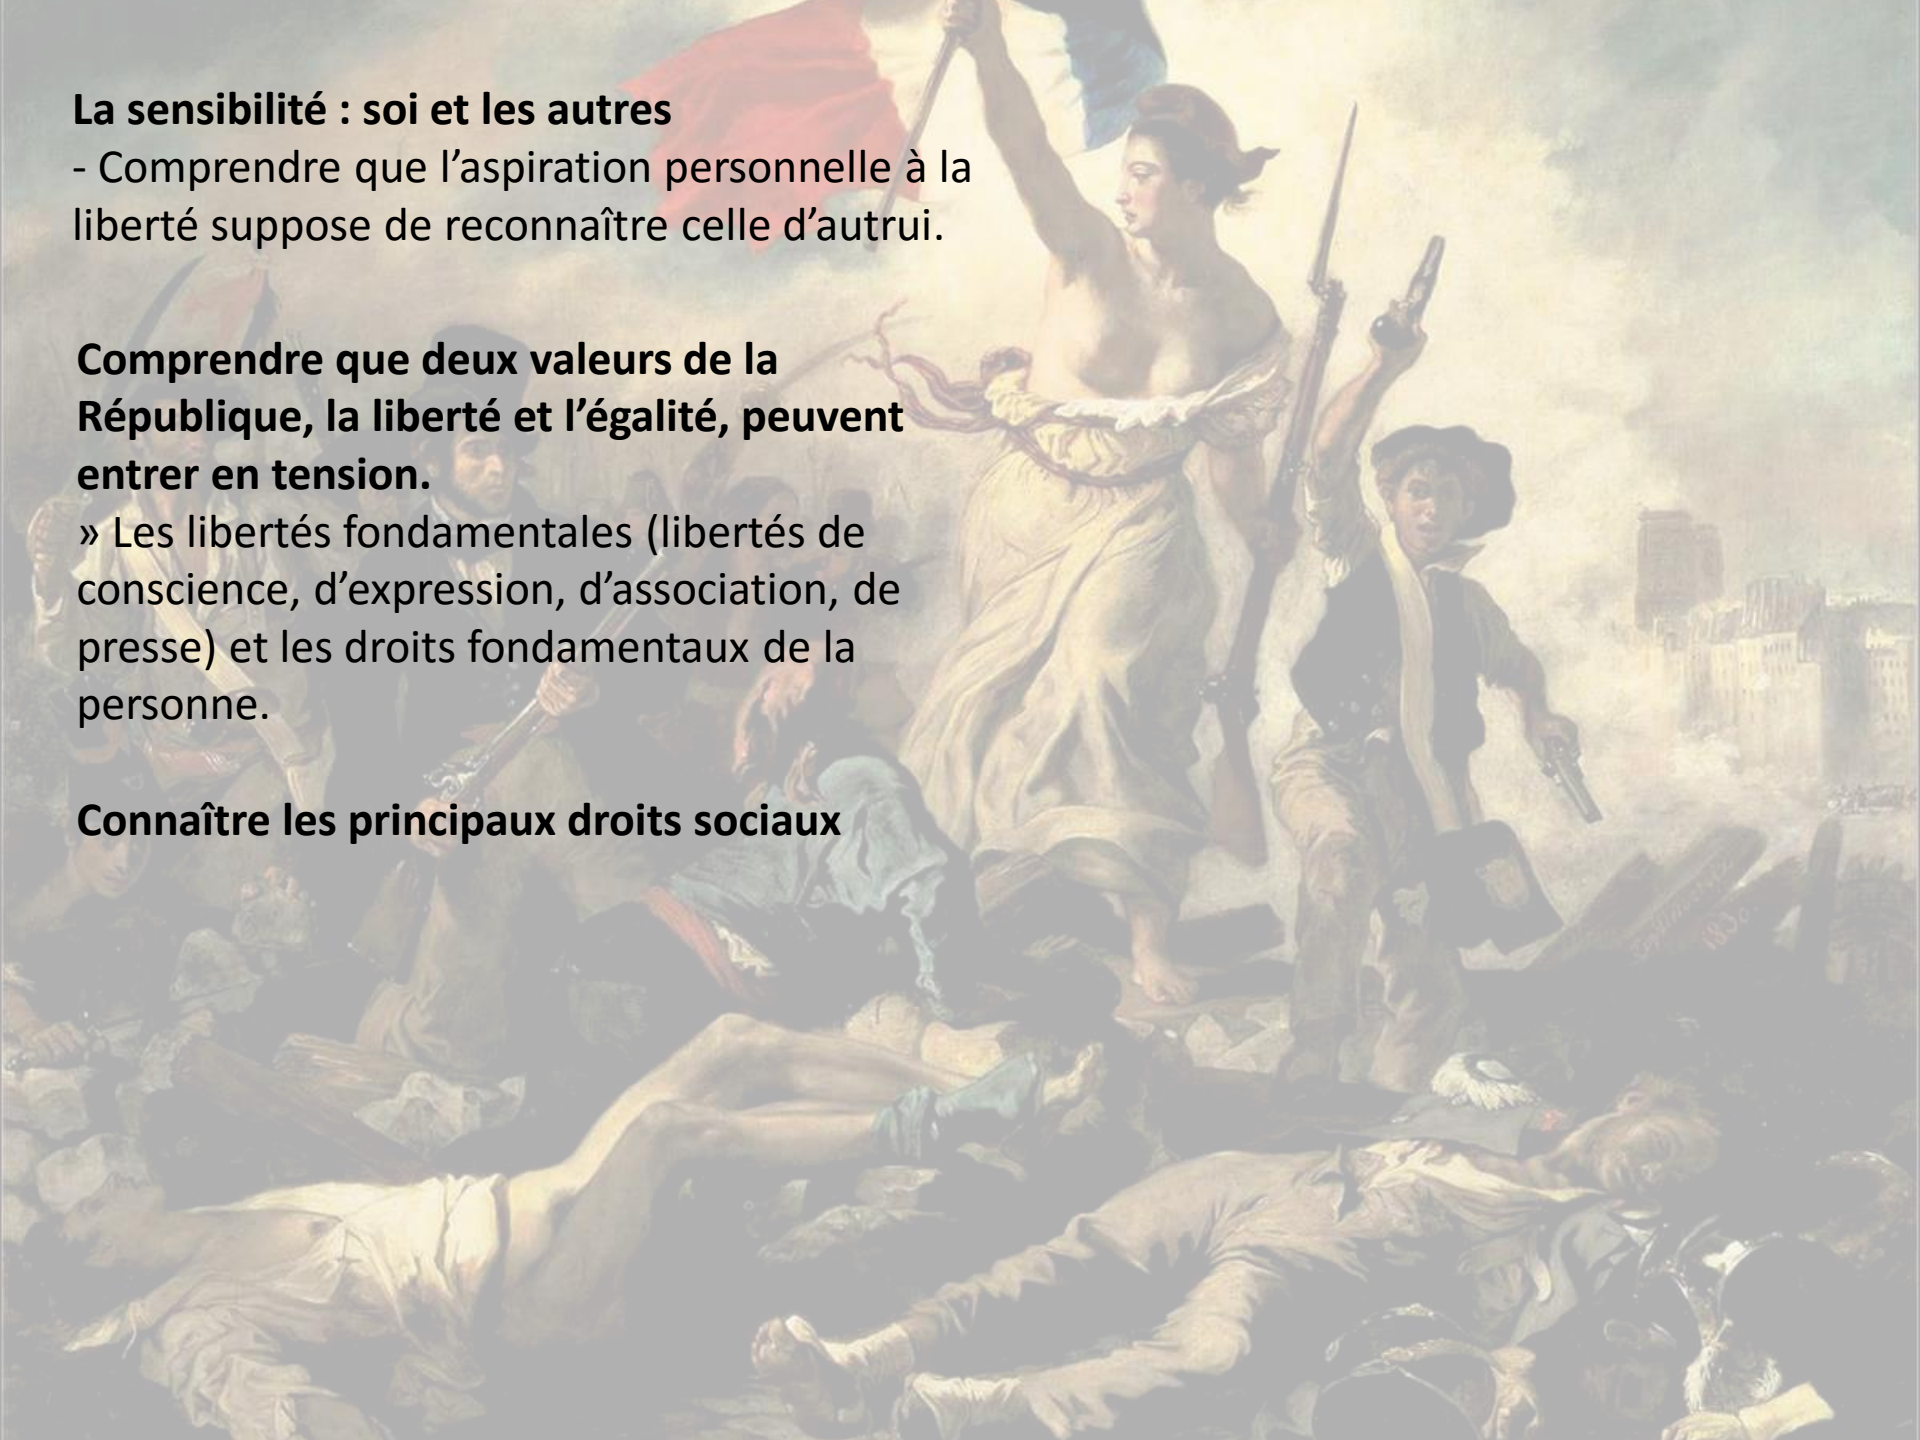 La sensibilité : soi et les autres
- Comprendre que l’aspiration personnelle à la
liberté suppose de reconnaître celle d’autrui.
Comprendre que deux valeurs de la
République, la liberté et l’égalité, peuvent
entrer en tension.
» Les libertés fondamentales (libertés de
conscience, d’expression, d’association, de
presse) et les droits fondamentaux de la
personne.
Connaître les principaux droits sociaux
1830